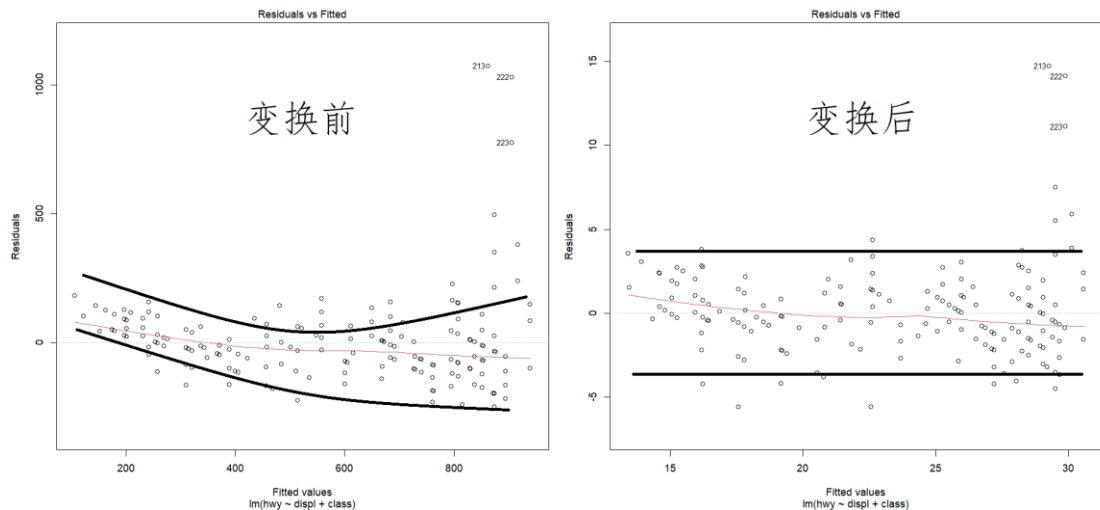 Residuals vs Fitted
213
222
1000
变换前
223
500
0
Residuals
200
400
600
800
Fitted values
lm(hwy ~ displ + class)
Residuals vs Fitted
15
213
222
变换后
223
10
5
0
-5
Residuals
15
20
25
30
Fitted values
lm(hwy ~ displ + class)